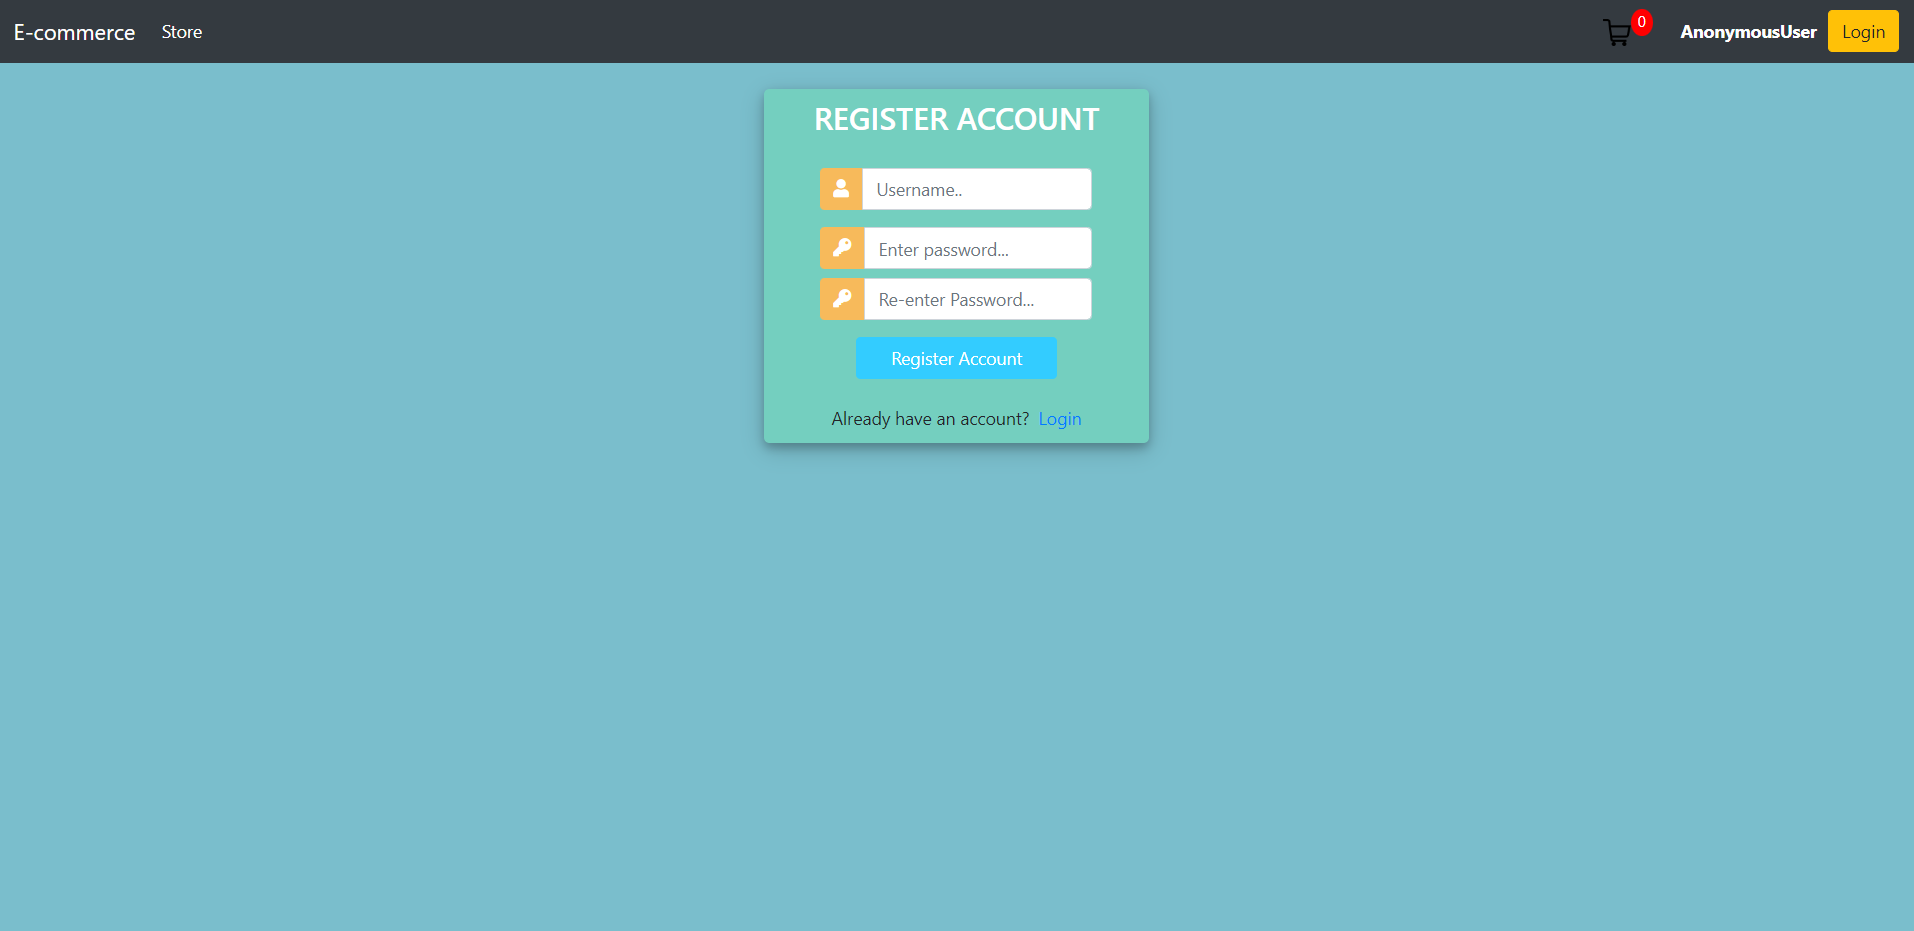 E-commerce Store 0 AnonymousUser Login
REGISTER ACCOUNT
Username..
Enter password...
Re-enter Password...
Register Account
Already have an account? Login